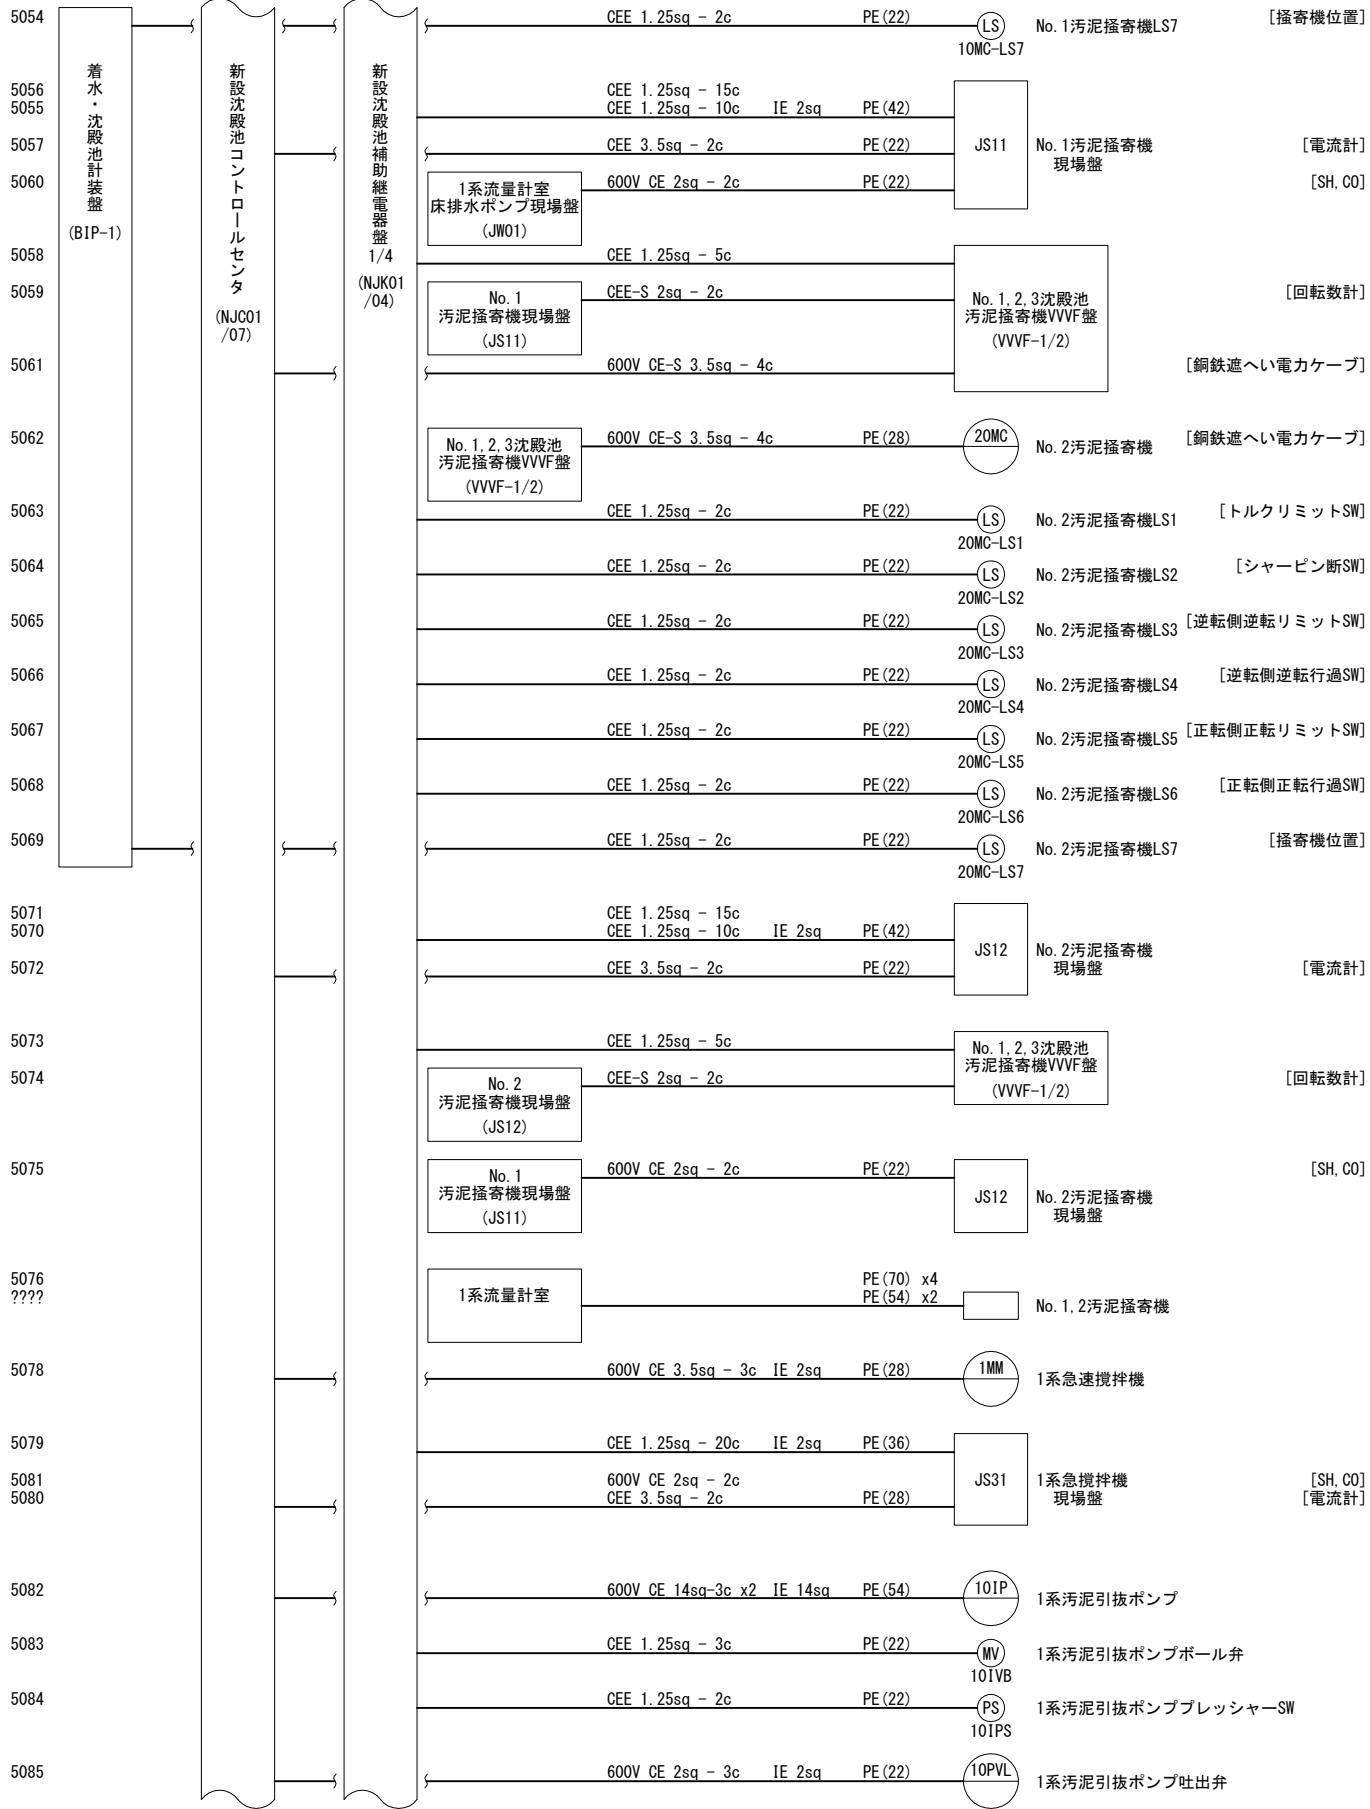 5054 CEE 1.25sq - 2c PE(22) LS No.1汚泥掻寄機LS7 [掻寄機位置]
10MC-LS7
着水・沈殿池計装盤
(BIP-1)
新設沈殿池コントロールセンタ
(NJC01
/07)
新設沈殿池補助継電器盤
1/4
(NJK01
/04)
5056 CEE 1.25sq - 15c
5055 CEE 1.25sq - 10c IE 2sq PE(42)
JS11
5057 CEE 3.5sq - 2c PE(22) No.1汚泥掻寄機 [電流計]
現場盤
5060 600V CE 2sq - 2c PE(22) [SH,CO]
1系流量計室
床排水ポンプ現場盤
(JW01)
5058 CEE 1.25sq - 5c
5059 CEE-S 2sq - 2c [回転数計]
No.1
汚泥掻寄機現場盤
(JS11)
No.1,2,3沈殿池
汚泥掻寄機VVVF盤
(VVVF-1/2)
5061 600V CE-S 3.5sq - 4c [銅鉄遮へい電力ケーブ]
5062 600V CE-S 3.5sq - 4c PE(28) 20MC No.2汚泥掻寄機 [銅鉄遮へい電力ケーブ]
No.1,2,3沈殿池
汚泥掻寄機VVVF盤
(VVVF-1/2)
5063 CEE 1.25sq - 2c PE(22) LS No.2汚泥掻寄機LS1 [トルクリミットSW]
20MC-LS1
5064 CEE 1.25sq - 2c PE(22) LS No.2汚泥掻寄機LS2 [シャーピン断SW]
20MC-LS2
5065 CEE 1.25sq - 2c PE(22) LS No.2汚泥掻寄機LS3 [逆転側逆転リミットSW]
20MC-LS3
5066 CEE 1.25sq - 2c PE(22) LS No.2汚泥掻寄機LS4 [逆転側逆転行過SW]
20MC-LS4
5067 CEE 1.25sq - 2c PE(22) LS No.2汚泥掻寄機LS5 [正転側正転リミットSW]
20MC-LS5
5068 CEE 1.25sq - 2c PE(22) LS No.2汚泥掻寄機LS6 [正転側正転行過SW]
20MC-LS6
5069 CEE 1.25sq - 2c PE(22) LS No.2汚泥掻寄機LS7 [掻寄機位置]
20MC-LS7
5071 CEE 1.25sq - 15c
5070 CEE 1.25sq - 10c IE 2sq PE(42)
JS12 No.2汚泥掻寄機
現場盤
5072 CEE 3.5sq - 2c PE(22) [電流計]
5073 CEE 1.25sq - 5c
No.1,2,3沈殿池
汚泥掻寄機VVVF盤
(VVVF-1/2)
5074 CEE-S 2sq - 2c [回転数計]
No.2
汚泥掻寄機現場盤
(JS12)
5075 600V CE 2sq - 2c PE(22) [SH,CO]
No.1
汚泥掻寄機現場盤
(JS11)
JS12 No.2汚泥掻寄機
現場盤
5076 PE(70) x4
???? 1系流量計室 PE(54) x2 No.1,2汚泥掻寄機
5078 600V CE 3.5sq - 3c IE 2sq PE(28) 1MM 1系急速撹拌機
5079 CEE 1.25sq - 20c IE 2sq PE(36)
5081 600V CE 2sq - 2c JS31 1系急撹拌機 [SH,CO]
5080 CEE 3.5sq - 2c PE(28) 現場盤 [電流計]
5082 600V CE 14sq-3c x2 IE 14sq PE(54) 10IP 1系汚泥引抜ポンプ
5083 CEE 1.25sq - 3c PE(22) MV 1系汚泥引抜ポンプボール弁
10IVB
5084 CEE 1.25sq - 2c PE(22) PS 1系汚泥引抜ポンププレッシャーSW
10IPS
5085 600V CE 2sq - 3c IE 2sq PE(22) 10PVL 1系汚泥引抜ポンプ吐出弁